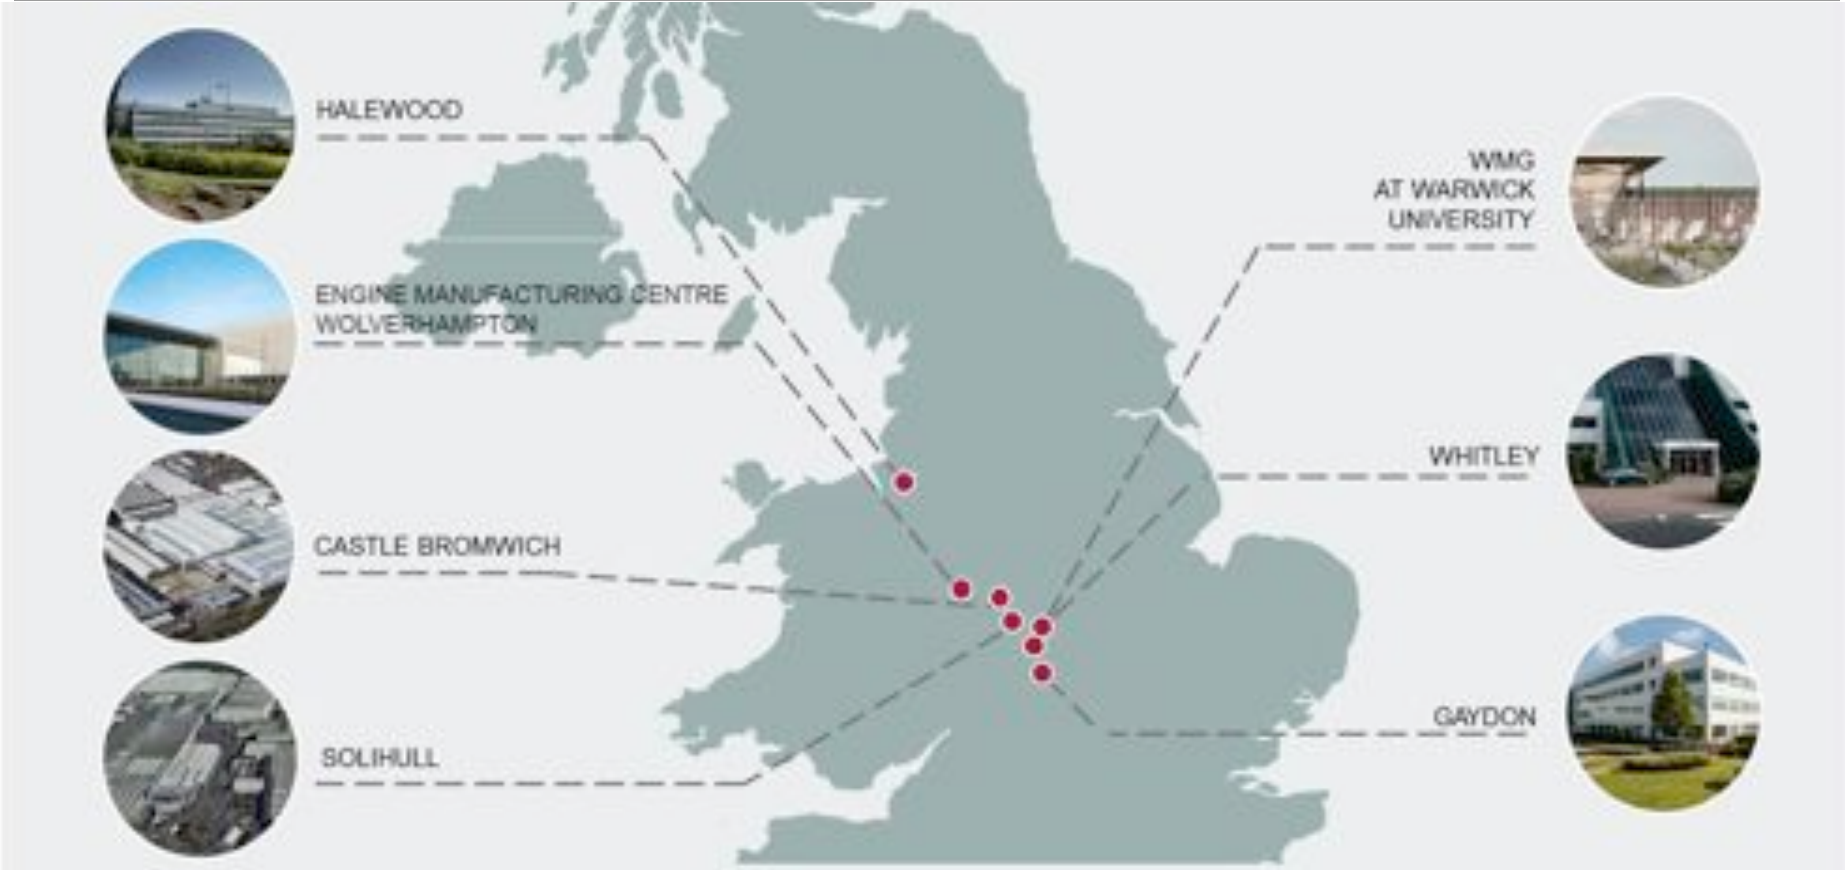 HALEWOOD
ENGINE MANUFACTURING CENTRE
WOLVERHAMPTON
CASTLE BROMWICH
SOLIHULL
WMG
AT WARWICK
UNIVERSITY
WHITLEY
GAYDON